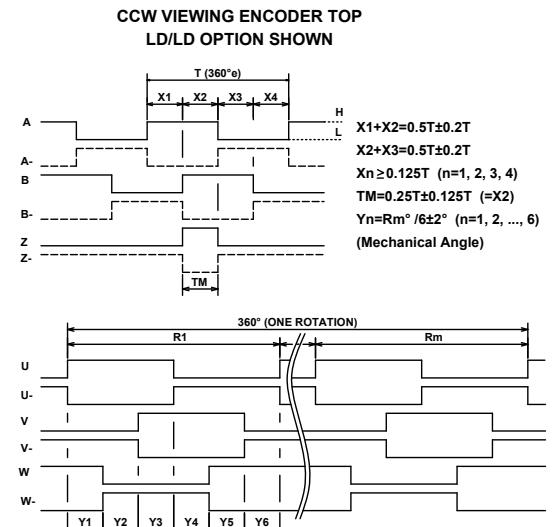 CCW VIEWING ENCODER TOP
LD/LD OPTION SHOWN
T (360°e)
X1 X2 X3 X4
A
H
L
A-
B
B-
Z
Z-
TM
X1+X2=0.5T±0.2T
X2+X3=0.5T±0.2T
Xn≥0.125T (n=1, 2, 3, 4)
TM=0.25T±0.125T (=X2)
Yn=Rm° /6±2° (n=1, 2, ..., 6)
(Mechanical Angle)
360° (ONE ROTATION)
R1 Rm
U
U-
V
V-
W
W-
Y1 Y2 Y3 Y4 Y5 Y6